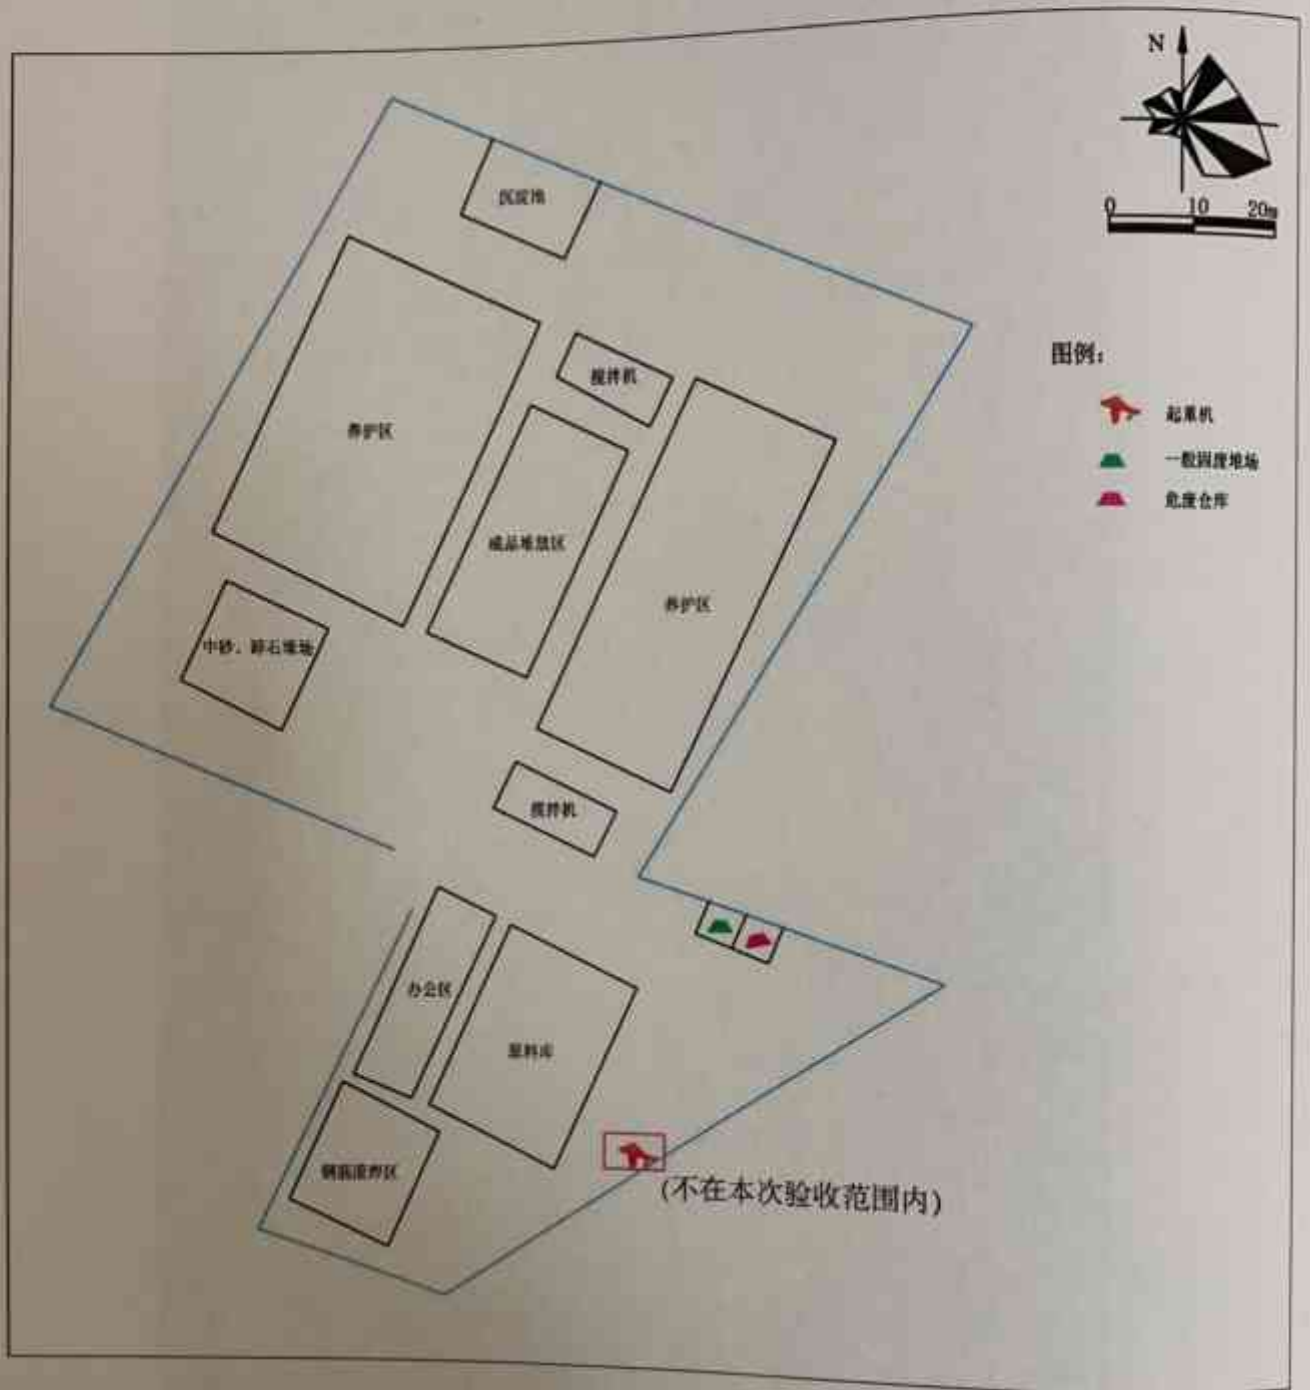 N
0 10 20m
沉淀池
图例：
搅拌机
起重机
养护区
一般固废堆场
危废仓库
成品堆放区
养护区
中砂、碎石堆场
搅拌机
办公区
原料库
钢筋滚焊区
(不在本次验收范围内)